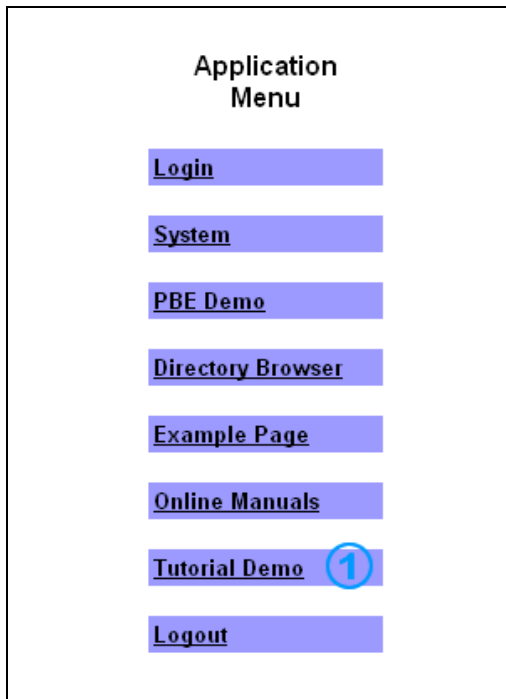 Application
Menu
Login
System
PBE Demo
Directory Browser
Example Page
Online Manuals
Tutorial Demo 1
Logout